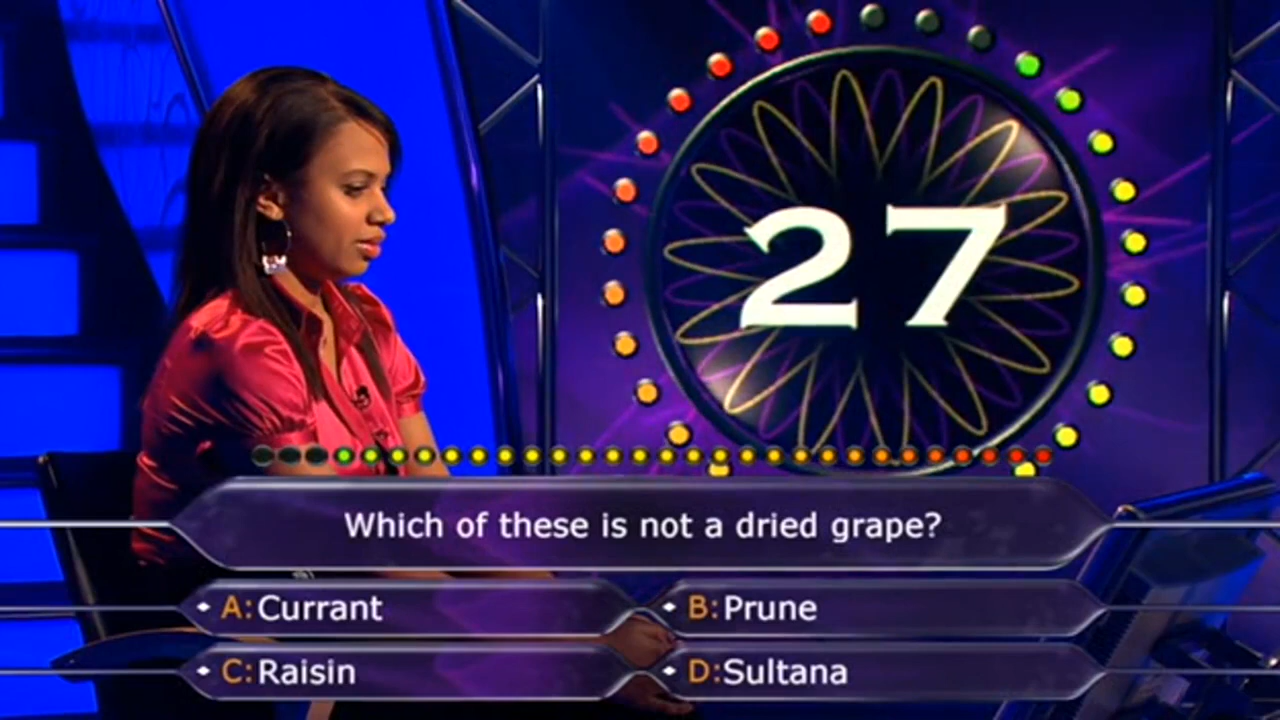 27
Which of these is not a dried grape?
A: Currant
B: Prune
C: Raisin
D: Sultana